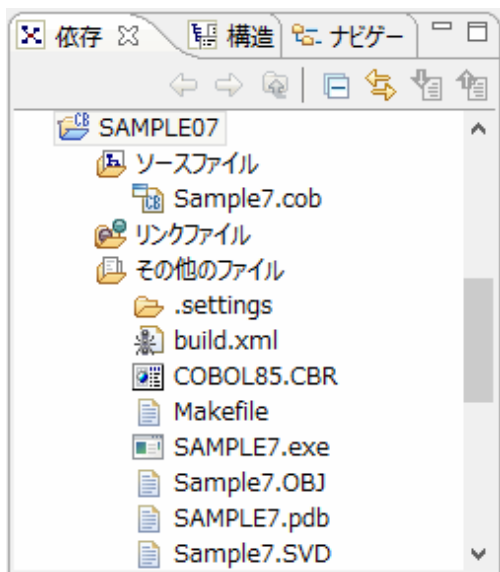 依存 構造 ナビゲー
SAMPLE07
ソースファイル
Sample7.cob
リンクファイル
その他のファイル
.settings
build.xml
COBOL85.CBR
Makefile
SAMPLE7.exe
Sample7.OBJ
SAMPLE7.pdb
Sample7.SVD